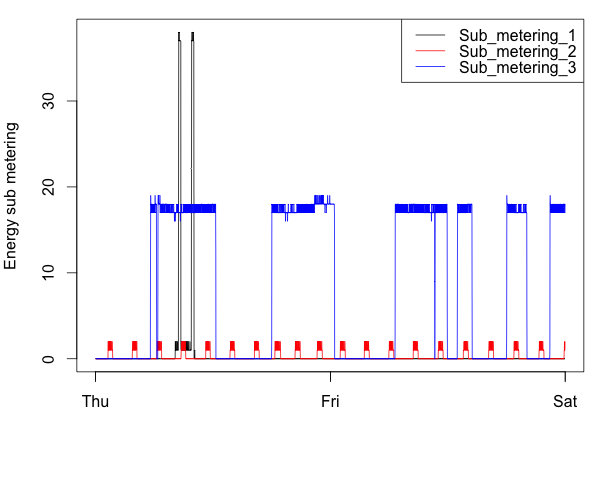 Sub_metering_1
Sub_metering_2
Sub_metering_3
Energy sub metering
30
20
10
0
Thu Fri Sat